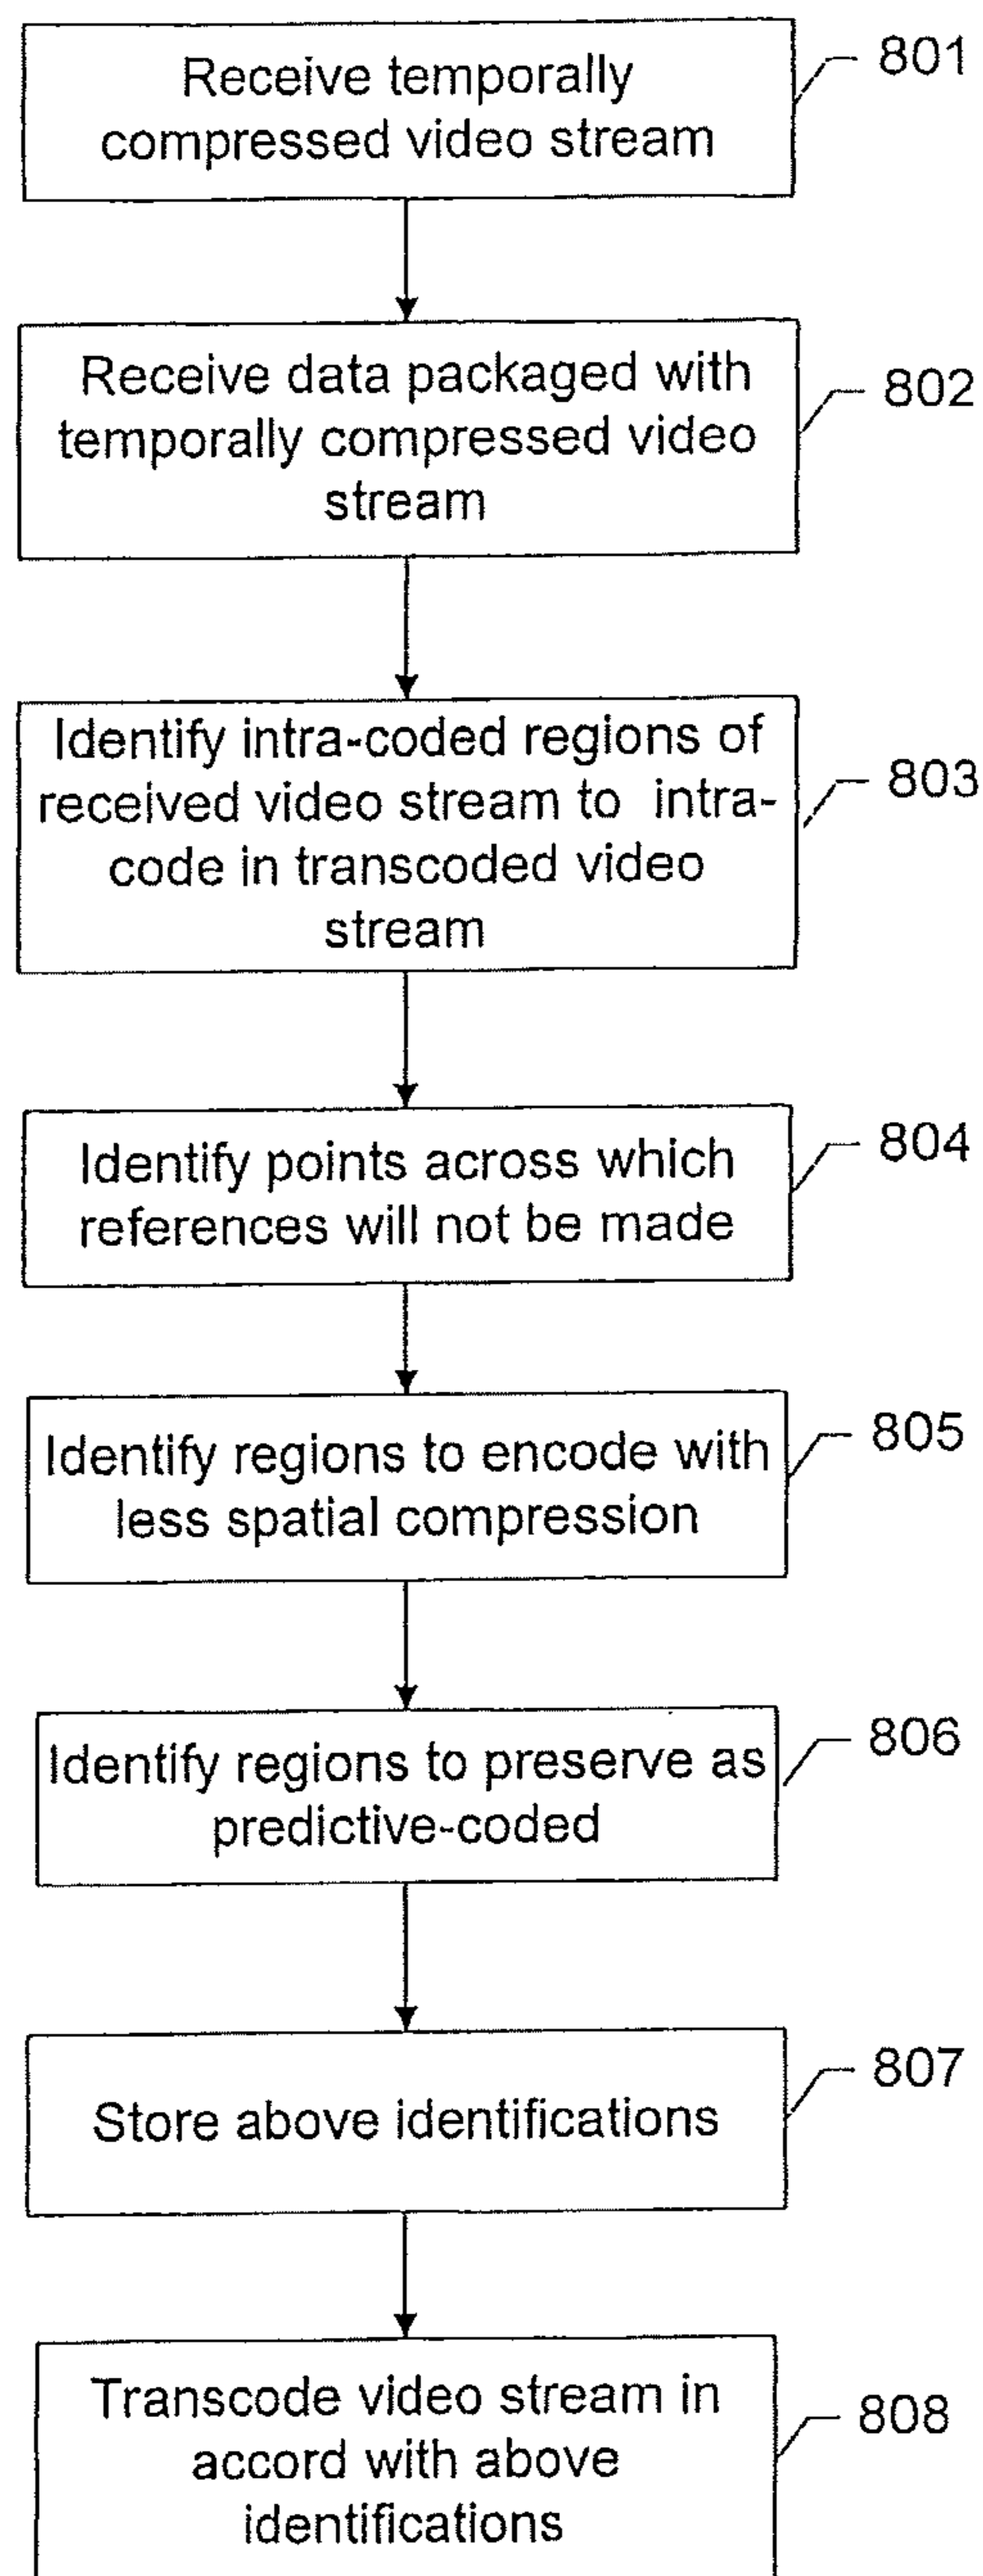 Receive temporally
compressed video stream
801
Receive data packaged with
temporally compressed video
stream
802
Identify intra-coded regions of
received video stream to intra-
code in transcoded video
stream
803
Identify points across which
references will not be made
804
Identify regions to encode with
less spatial compression
805
Identify regions to preserve as
predictive-coded
806
Store above identifications
807
Transcode video stream in
accord with above
identifications
808